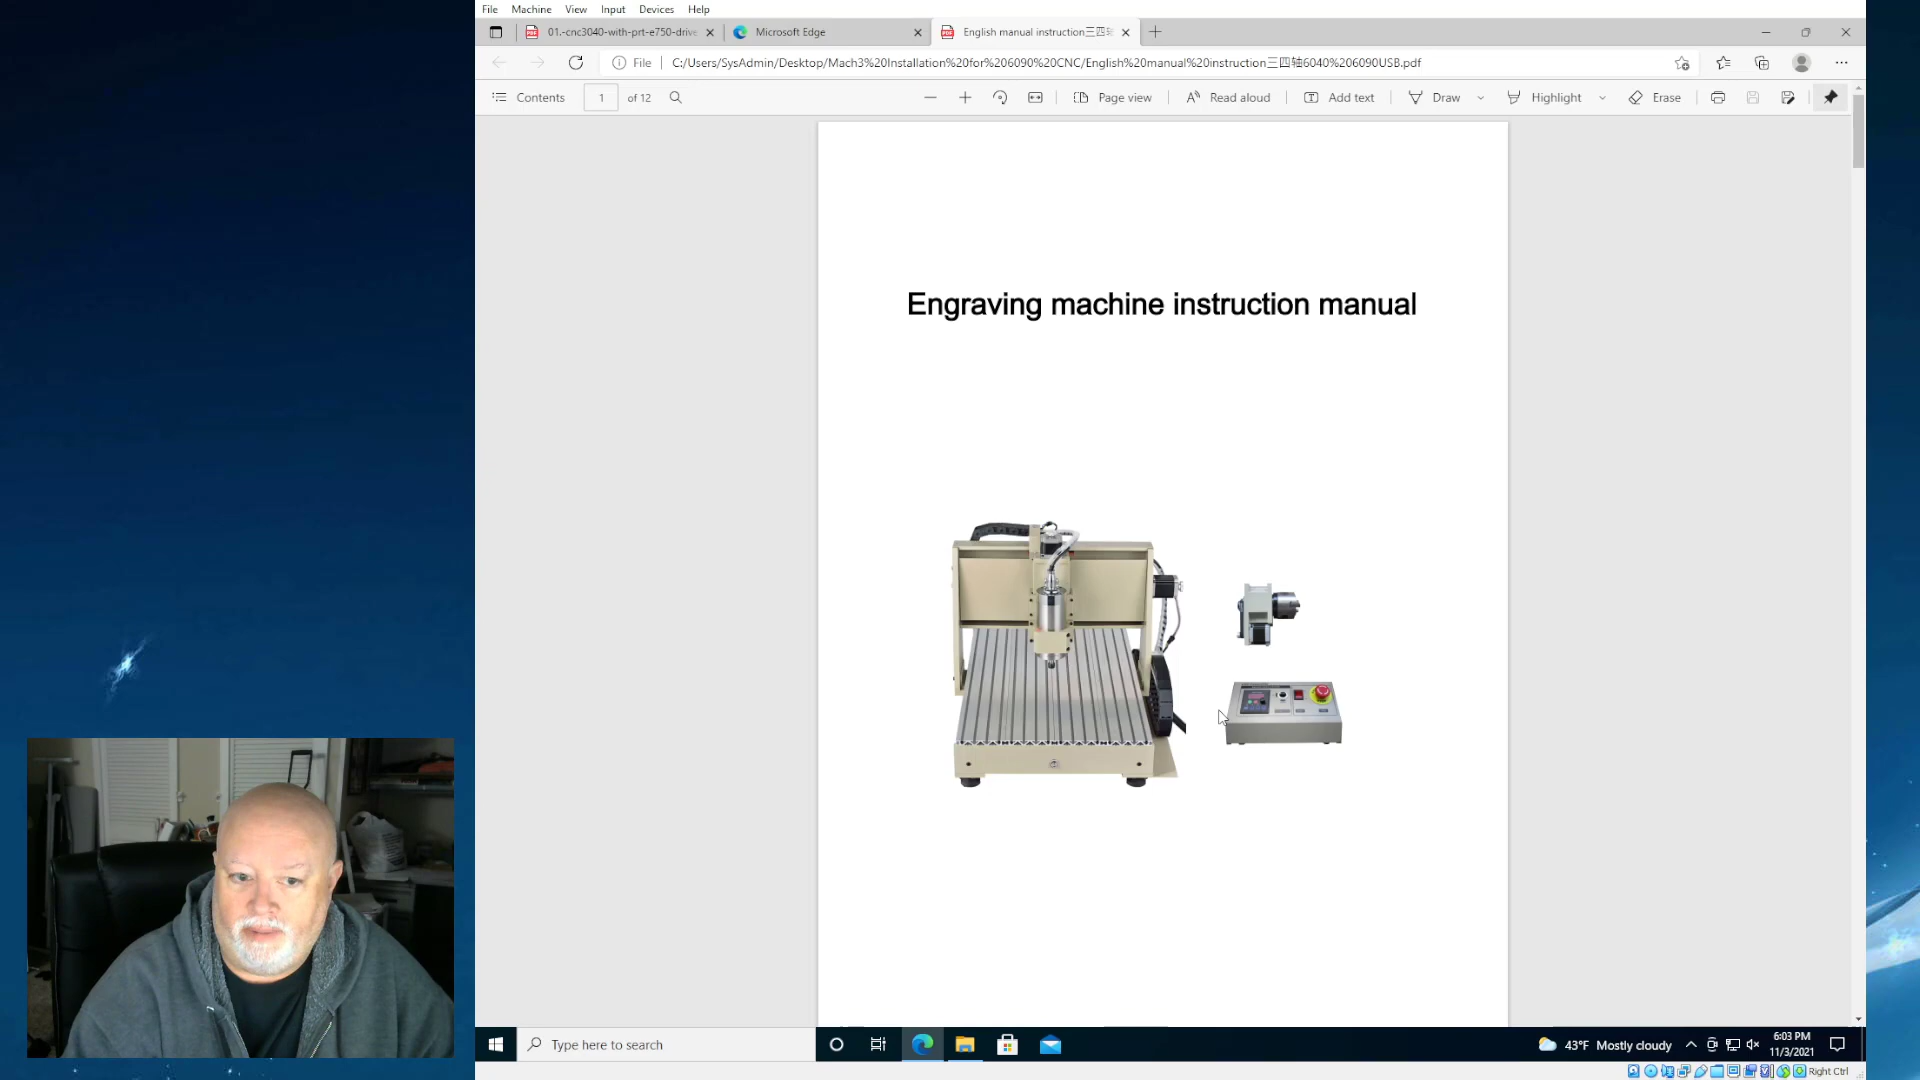 File Machine View Input Devices Help
01.-cnc3040-with-prt-e750-drive
Microsoft Edge
English manual instruction三四轴
File C:/Users/SysAdmin/Desktop/Mach3%20Installation%20for%206090%20CNC/English%20manual%20instruction三四轴6040%206090USB.pdf
Contents 1 of 12 Page view Read aloud Add text Draw Highlight Erase
Engraving machine instruction manual
Type here to search
43°F Mostly cloudy
6:03 PM
11/3/2021
Right Ctrl